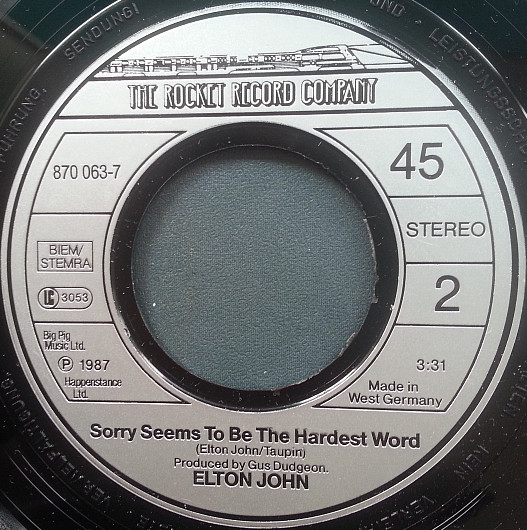 THE ROCKET RECORD COMPANY
870 063-7
45
STEREO
BIEM/
STEMRA
2
LC 3053
Big Pig
Music Ltd.
℗ 1987
Happenstance
Ltd.
3:31
Made in
West Germany
Sorry Seems To Be The Hardest Word
(Elton John/Taupin)
Produced by Gus Dudgeon.
ELTON JOHN
SENDUNG!
UND